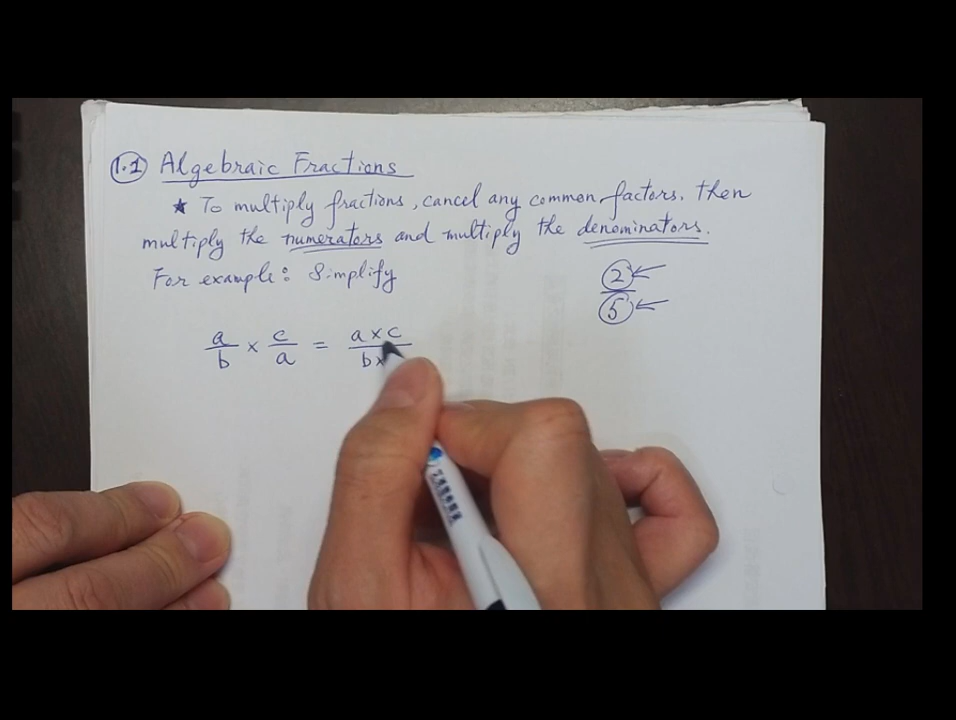 1.1 Algebraic Fractions
★ To multiply fractions, cancel any common factors. Then
multiply the numerators and multiply the denominators.
For example: Simplify
2
5
a/b × c/a = a×c/b×